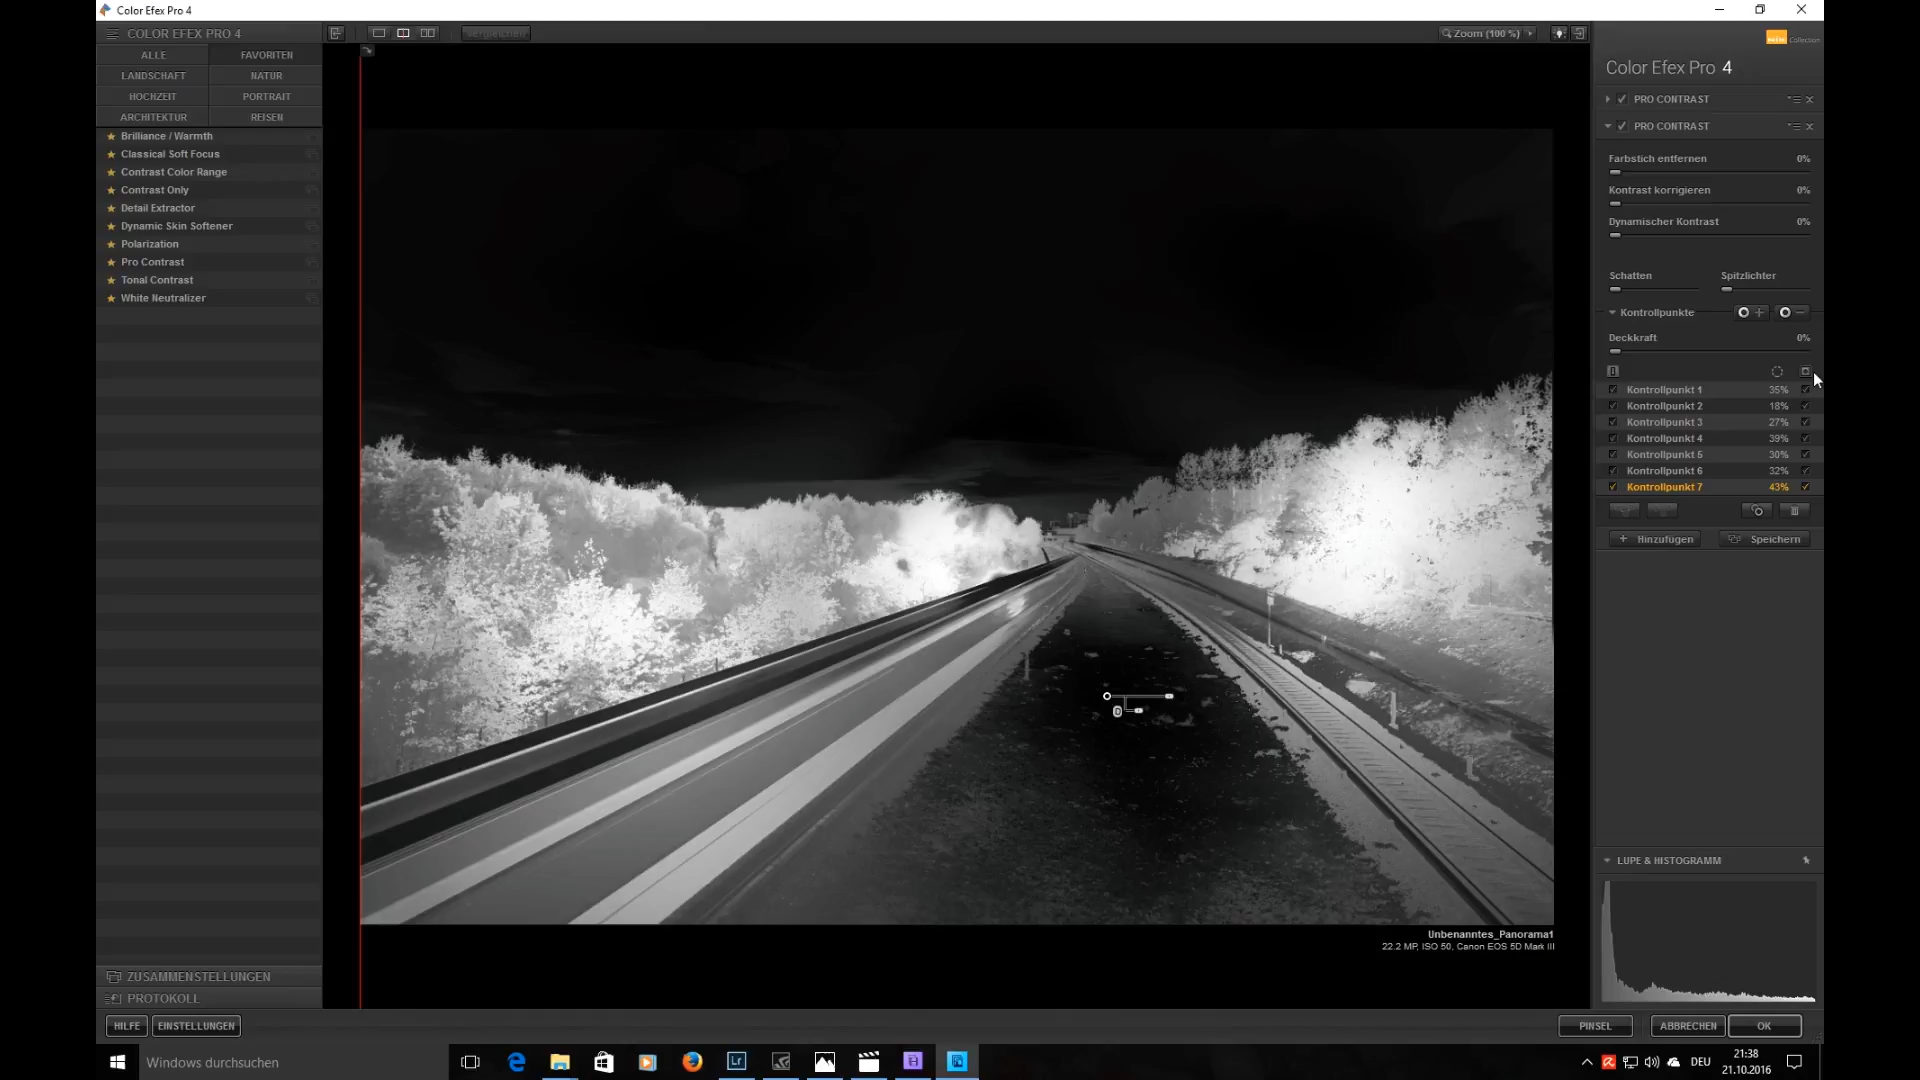 Color Efex Pro 4
COLOR EFEX PRO 4
ALLE
FAVORITEN
LANDSCHAFT
NATUR
HOCHZEIT
PORTRAIT
ARCHITEKTUR
REISEN
Brilliance / Warmth
Classical Soft Focus
Contrast Color Range
Contrast Only
Detail Extractor
Dynamic Skin Softener
Polarization
Pro Contrast
Tonal Contrast
White Neutralizer
ZUSAMMENSTELLUNGEN
PROTOKOLL
HILFE
EINSTELLUNGEN
Vergleichen
Zoom (100 %)
Unbenanntes_Panorama1
22.2 MP, ISO 50, Canon EOS 5D Mark III
Collection
Color Efex Pro 4
PRO CONTRAST
PRO CONTRAST
Farbstich entfernen 0%
Kontrast korrigieren 0%
Dynamischer Kontrast 0%
Schatten Spitzlichter
Kontrollpunkte
Deckkraft 0%
Kontrollpunkt 1 35%
Kontrollpunkt 2 18%
Kontrollpunkt 3 27%
Kontrollpunkt 4 39%
Kontrollpunkt 5 30%
Kontrollpunkt 6 32%
Kontrollpunkt 7 43%
+ Hinzufügen
Speichern
LUPE & HISTOGRAMM
PINSEL
ABBRECHEN
OK
Windows durchsuchen
Lr
DEU
21:38
21.10.2016